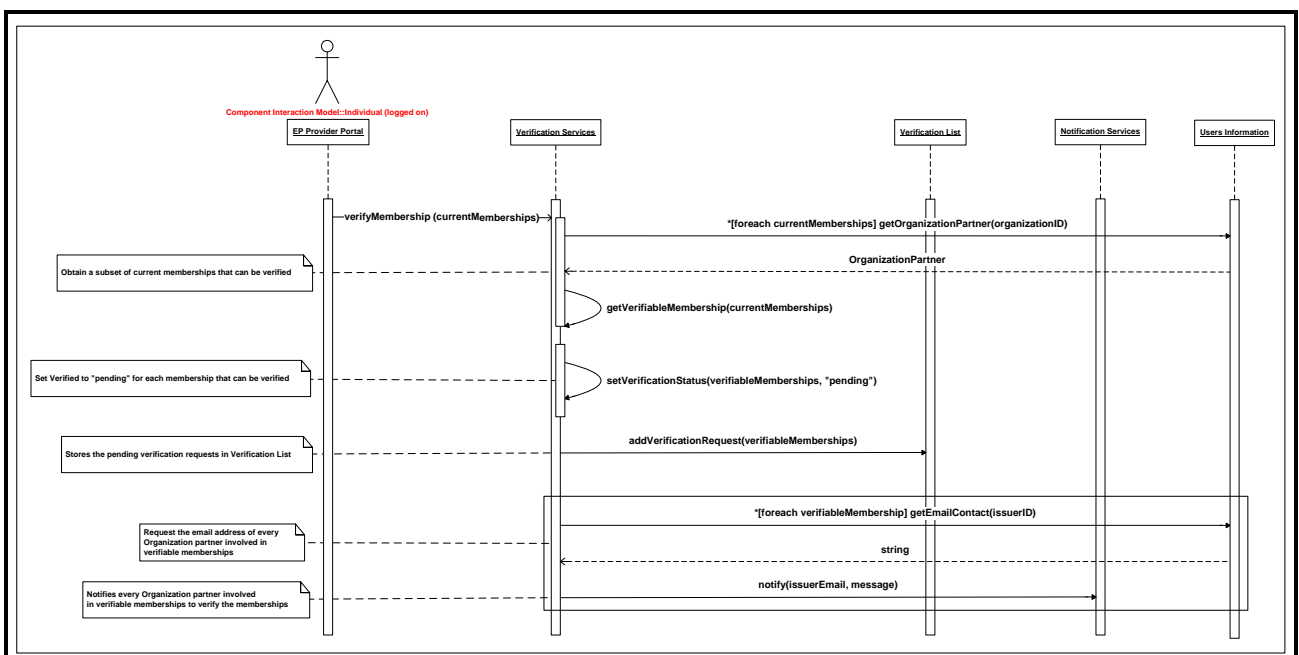 Component Interaction Model::Individual (logged on)
EP Provider Portal
Verification Services
Verification List
Notification Services
Users Information
verifyMembership (currentMemberships)
*[foreach currentMemberships] getOrganizationPartner(organizationID)
OrganizationPartner
Obtain a subset of current memberships that can be verified
getVerifiableMembership(currentMemberships)
Set Verified to "pending" for each membership that can be verified
setVerificationStatus(verifiableMemberships, "pending")
addVerificationRequest(verifiableMemberships)
Stores the pending verification requests in Verification List
*[foreach verifiableMembership] getEmailContact(issuerID)
Request the email address of every
Organization partner involved in
verifiable memberships
string
notify(issuerEmail, message)
Notifies every Organization partner involved
in verifiable memberships to verify the memberships